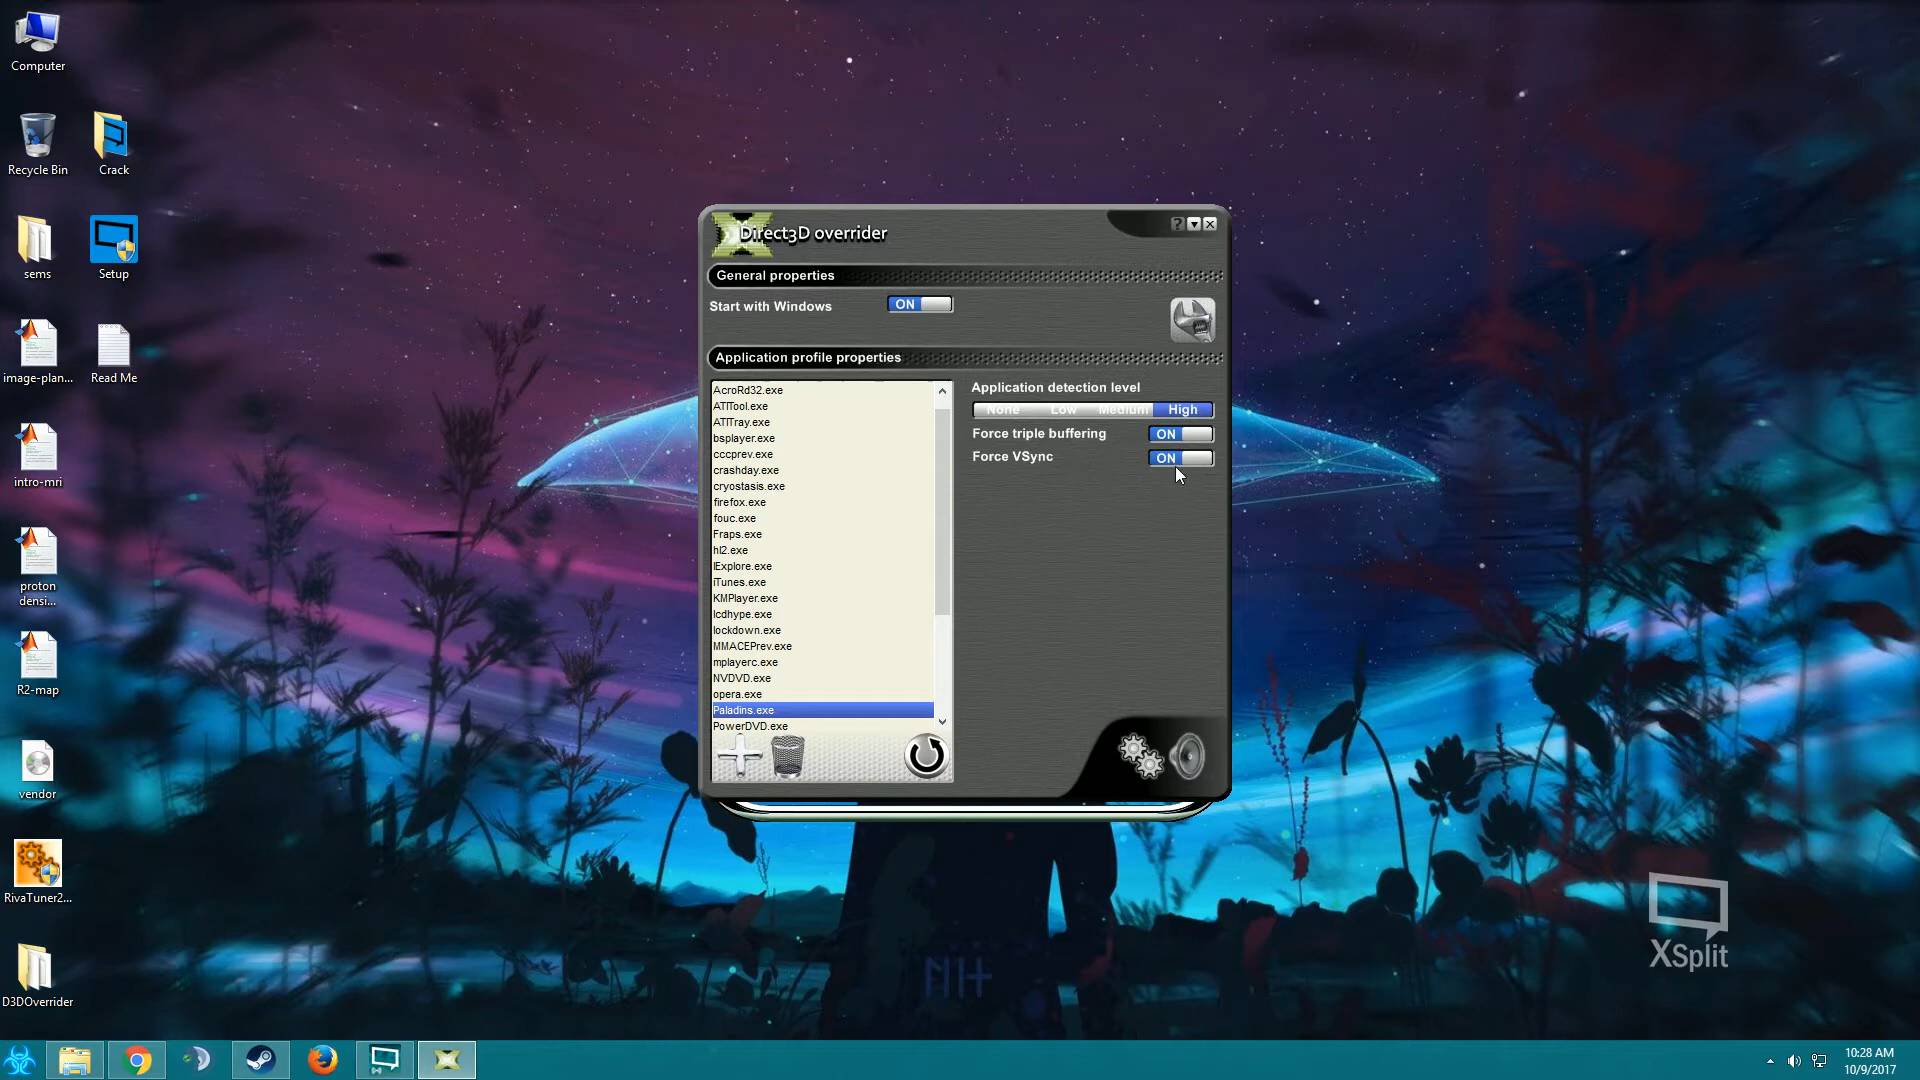 Computer
Recycle Bin
Crack
sems
Setup
image-plan...
Read Me
intro-mri
proton
densi...
R2-map
vendor
RivaTuner2...
D3DOverrider
Direct3D overrider
?
General properties
Start with Windows
ON
Application profile properties
AcroRd32.exe
ATITool.exe
ATITray.exe
bsplayer.exe
cccprev.exe
crashday.exe
cryostasis.exe
firefox.exe
fouc.exe
Fraps.exe
hl2.exe
IExplore.exe
iTunes.exe
KMPlayer.exe
lcdhype.exe
lockdown.exe
MMACEPrev.exe
mplayerc.exe
NVDVD.exe
opera.exe
Paladins.exe
PowerDVD.exe
Application detection level
None Low Medium High
Force triple buffering ON
Force VSync ON
XSplit
10:28 AM
10/9/2017